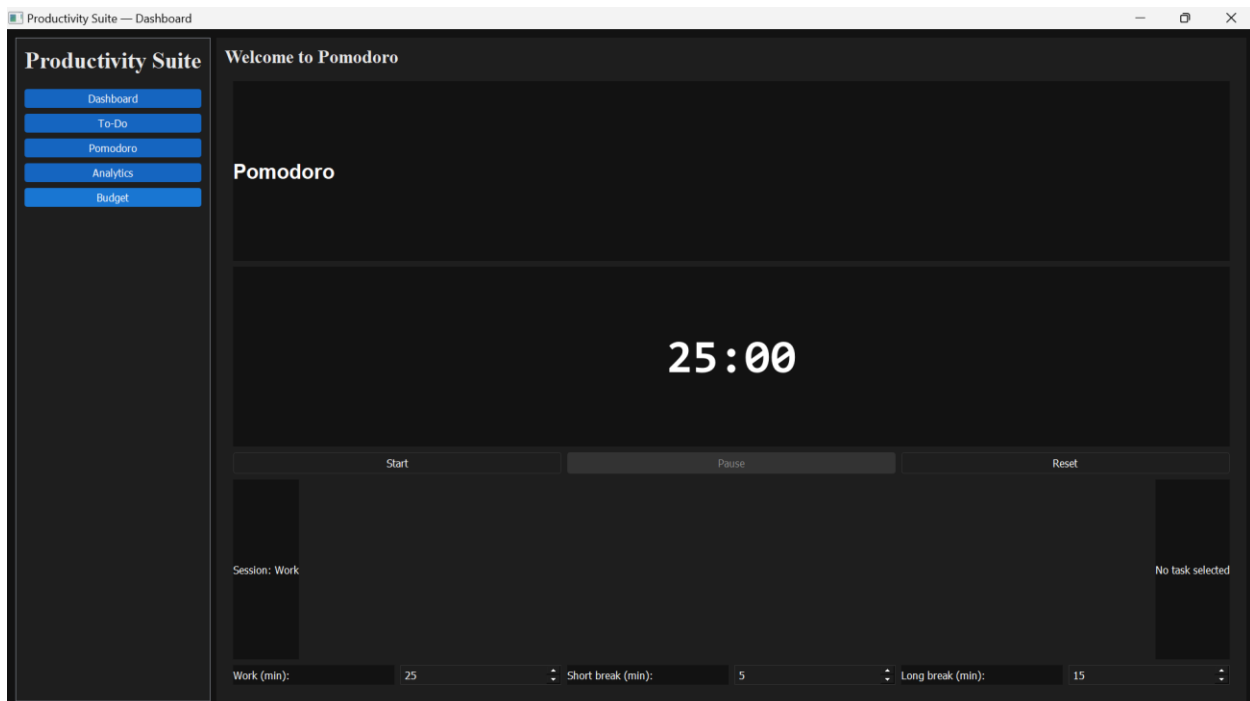 Productivity Suite — Dashboard
Productivity Suite
Dashboard
To-Do
Pomodoro
Analytics
Budget
Welcome to Pomodoro
Pomodoro
25:00
Start Pause Reset
Session: Work No task selected
Work (min): 25 Short break (min): 5 Long break (min): 15